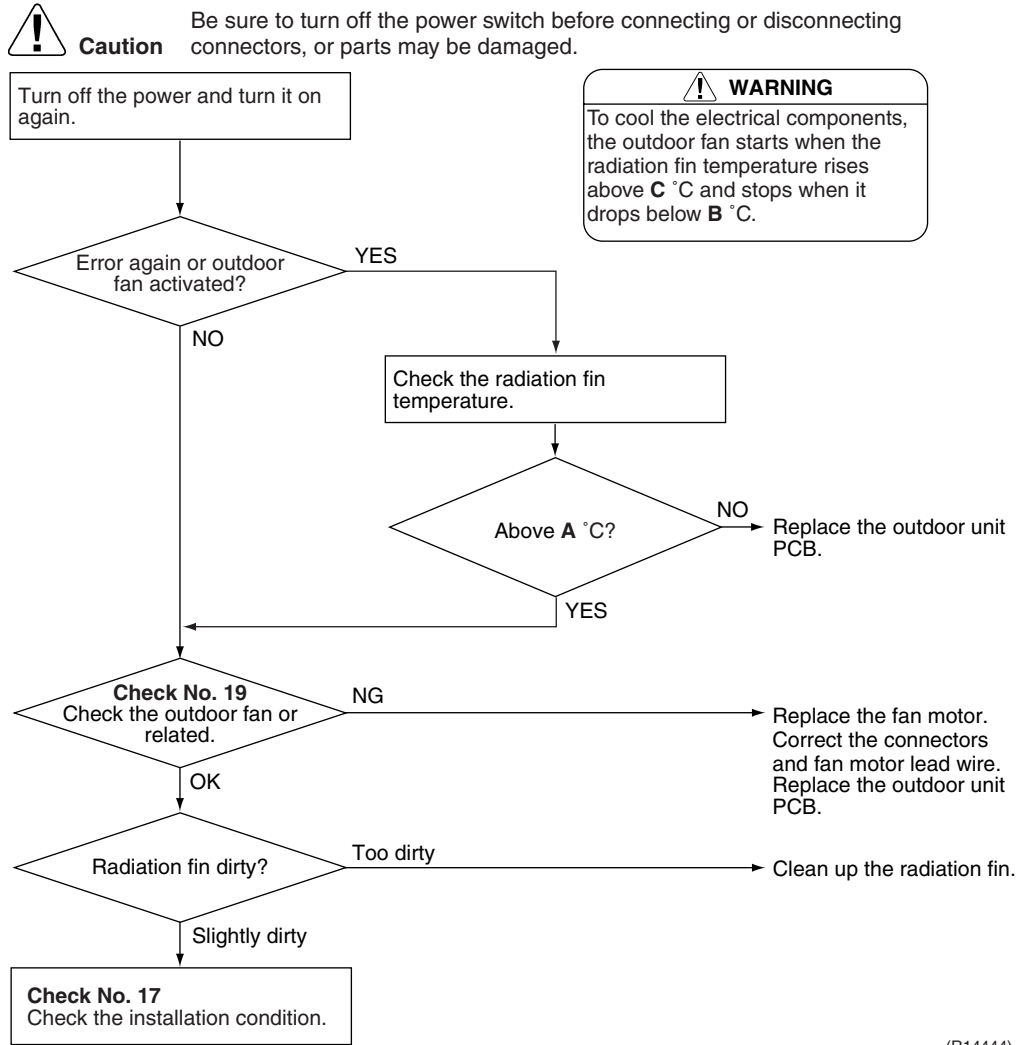 Be sure to turn off the power switch before connecting or disconnecting
Caution connectors, or parts may be damaged.
Turn off the power and turn it on
again.
WARNING
To cool the electrical components,
the outdoor fan starts when the
radiation fin temperature rises
above C ˚C and stops when it
drops below B ˚C.
Error again or outdoor
fan activated?
YES
NO
Check the radiation fin
temperature.
Above A ˚C?
NO
Replace the outdoor unit
PCB.
YES
Check No. 19
Check the outdoor fan or
related.
NG
Replace the fan motor.
Correct the connectors
and fan motor lead wire.
Replace the outdoor unit
PCB.
OK
Radiation fin dirty?
Too dirty
Clean up the radiation fin.
Slightly dirty
Check No. 17
Check the installation condition.
(R14444)